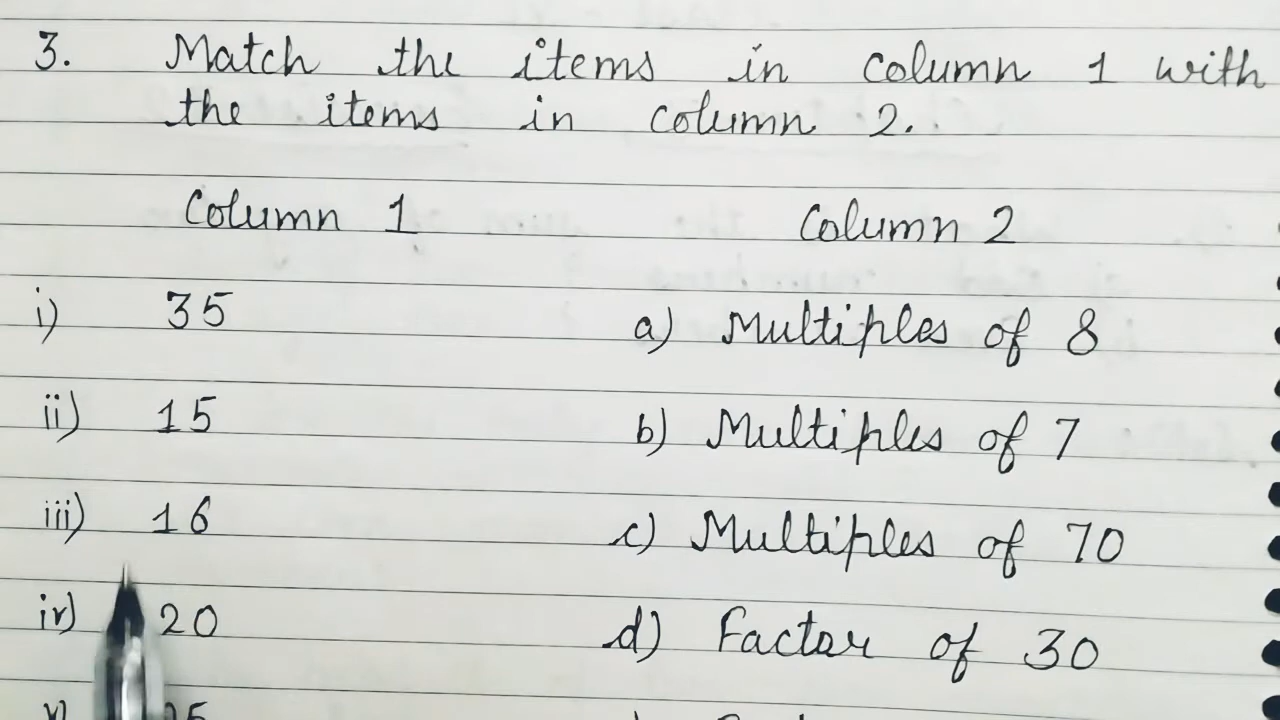 3. Match the items in column 1 with
the items in column 2.
Column 1 Column 2
i) 35 a) Multiples of 8
ii) 15 b) Multiples of 7
iii) 16 c) Multiples of 70
iv) 20 d) Factor of 30